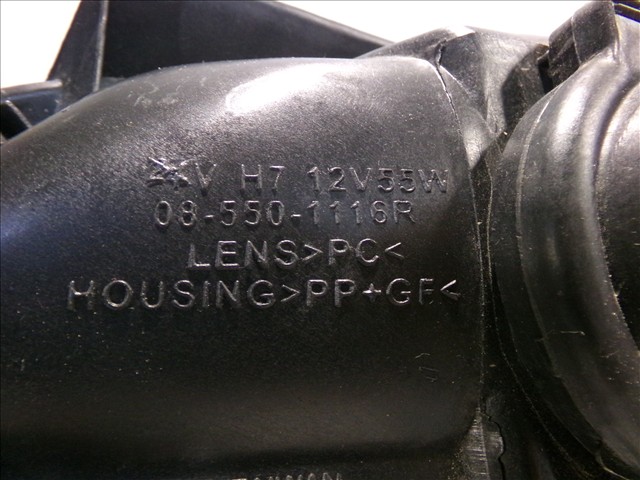 H7 12V55W
08-550-1116R
LENS>PC<
HOUSING>PP+GF<